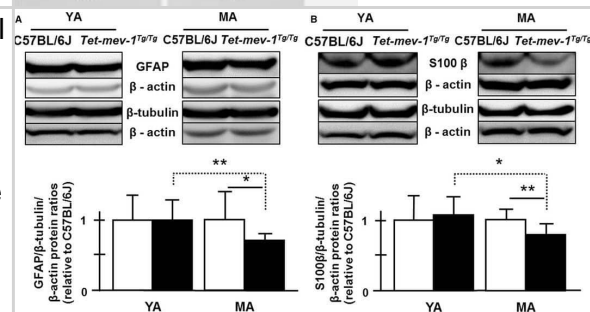 A
YA
MA
C57BL/6J Tet-mev-1Tg/Tg C57BL/6J Tet-mev-1Tg/Tg
GFAP
β - actin
β-tubulin
β - actin
**
*
GFAP/β-tubulin/
β-actin protein ratios
(relative to C57BL/6J)
1
0
YA
MA
B
YA
MA
C57BL/6J Tet-mev-1Tg/Tg C57BL/6J Tet-mev-1Tg/Tg
S100 β
β - actin
β-tubulin
β - actin
*
**
S100β/β-tubulin/
β-actin protein ratios
(relative to C57BL/6J)
1
0
YA
MA